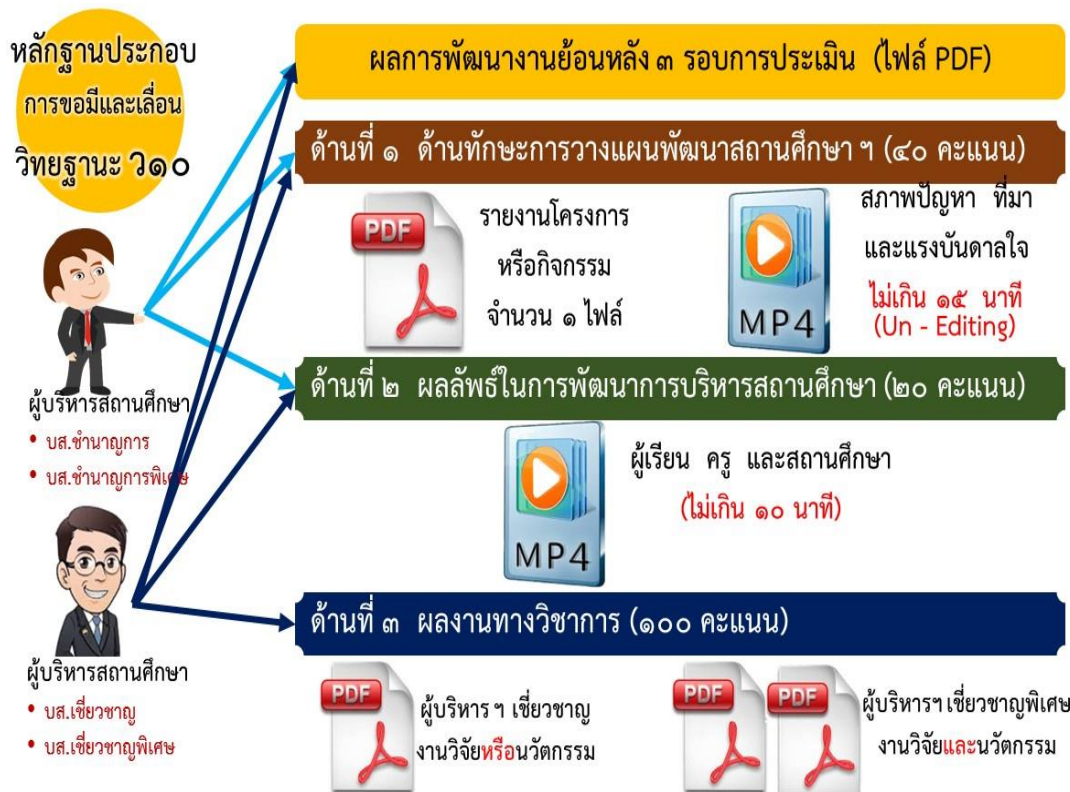 หลักฐานประกอบ
การขอมีและเลื่อน
วิทยฐานะ ว๑๐
ผลการพัฒนางานย้อนหลัง ๓ รอบการประเมิน (ไฟล์ PDF)
ด้านที่ ๑ ด้านทักษะการวางแผนพัฒนาสถานศึกษา ฯ (๔๐ คะแนน)
PDF
รายงานโครงการ
หรือกิจกรรม
จำนวน ๑ ไฟล์
MP4
สภาพปัญหา ที่มา
และแรงบันดาลใจ
ไม่เกิน ๑๕ นาที
(Un - Editing)
ผู้บริหารสถานศึกษา
• บส.ชำนาญการ
• บส.ชำนาญการพิเศษ
ด้านที่ ๒ ผลลัพธ์ในการพัฒนาการบริหารสถานศึกษา (๒๐ คะแนน)
MP4
ผู้เรียน ครู และสถานศึกษา
(ไม่เกิน ๑๐ นาที)
ผู้บริหารสถานศึกษา
• บส.เชี่ยวชาญ
• บส.เชี่ยวชาญพิเศษ
ด้านที่ ๓ ผลงานทางวิชาการ (๑๐๐ คะแนน)
PDF
ผู้บริหาร ฯ เชี่ยวชาญ
งานวิจัยหรือนวัตกรรม
PDF
PDF
ผู้บริหารฯ เชี่ยวชาญพิเศษ
งานวิจัยและนวัตกรรม